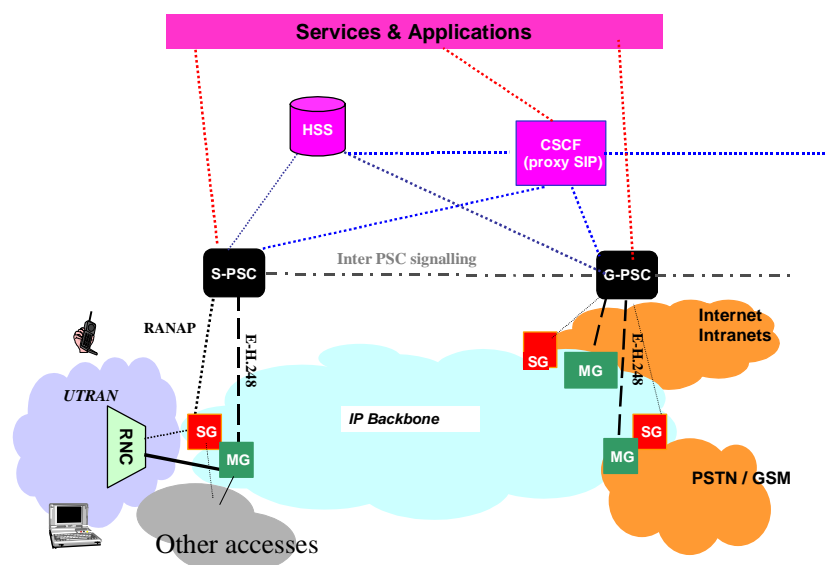 Services & Applications
HSS
CSCF
(proxy SIP)
S-PSC
Inter PSC signalling
G-PSC
RANAP
E-H.248
E-H.248
Internet
Intranets
SG
MG
UTRAN
RNC
SG
MG
IP Backbone
SG
MG
PSTN / GSM
Other accesses